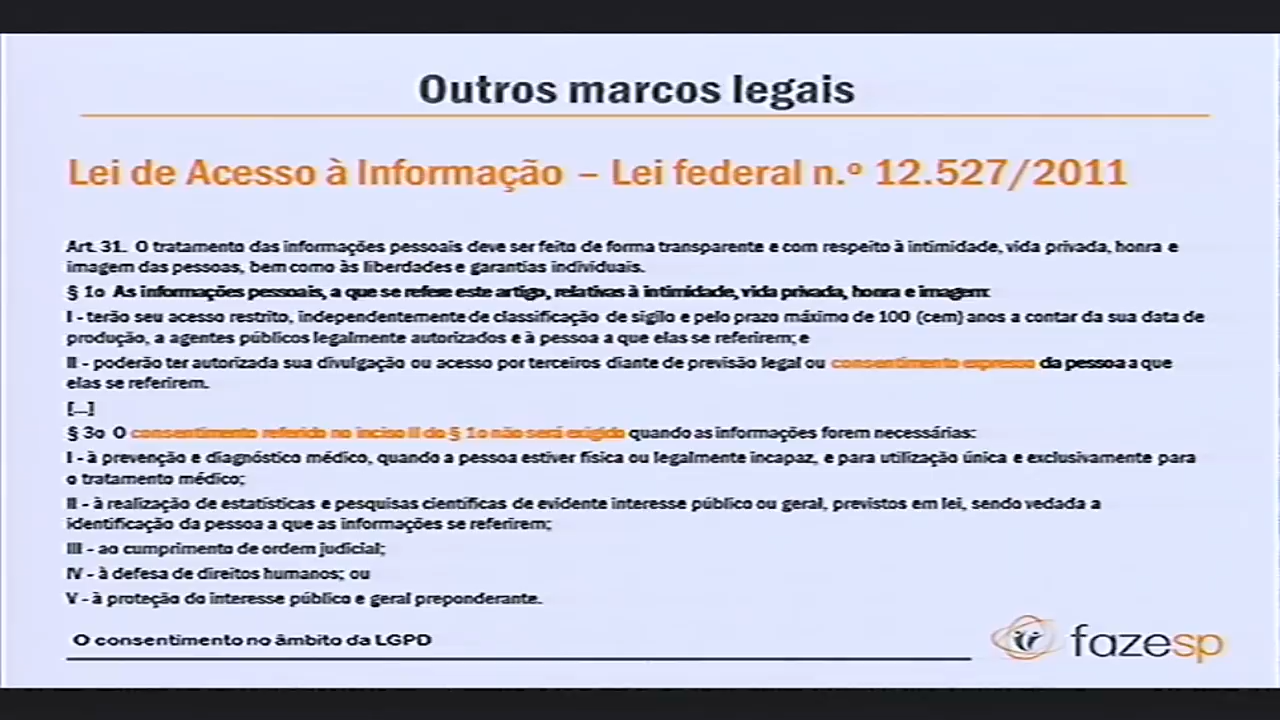 Outros marcos legais
Lei de Acesso à Informação – Lei federal n.º 12.527/2011
Art. 31. O tratamento das informações pessoais deve ser feito de forma transparente e com respeito à intimidade, vida privada, honra e
imagem das pessoas, bem como às liberdades e garantias individuais.
§ 1o As informações pessoais, a que se refere este artigo, relativas à intimidade, vida privada, honra e imagem:
I - terão seu acesso restrito, independentemente de classificação de sigilo e pelo prazo máximo de 100 (cem) anos a contar da sua data de
produção, a agentes públicos legalmente autorizados e à pessoa a que elas se referirem; e
II - poderão ter autorizada sua divulgação ou acesso por terceiros diante de previsão legal ou consentimento expresso da pessoa a que
elas se referirem.
[...]
§ 3o O consentimento referido no inciso II do § 1o não será exigido quando as informações forem necessárias:
I - à prevenção e diagnóstico médico, quando a pessoa estiver física ou legalmente incapaz, e para utilização única e exclusivamente para
o tratamento médico;
II - à realização de estatísticas e pesquisas científicas de evidente interesse público ou geral, previstos em lei, sendo vedada a
identificação da pessoa a que as informações se referirem;
III - ao cumprimento de ordem judicial;
IV - à defesa de direitos humanos; ou
V - à proteção do interesse público e geral preponderante.
O consentimento no âmbito da LGPD
fazesp